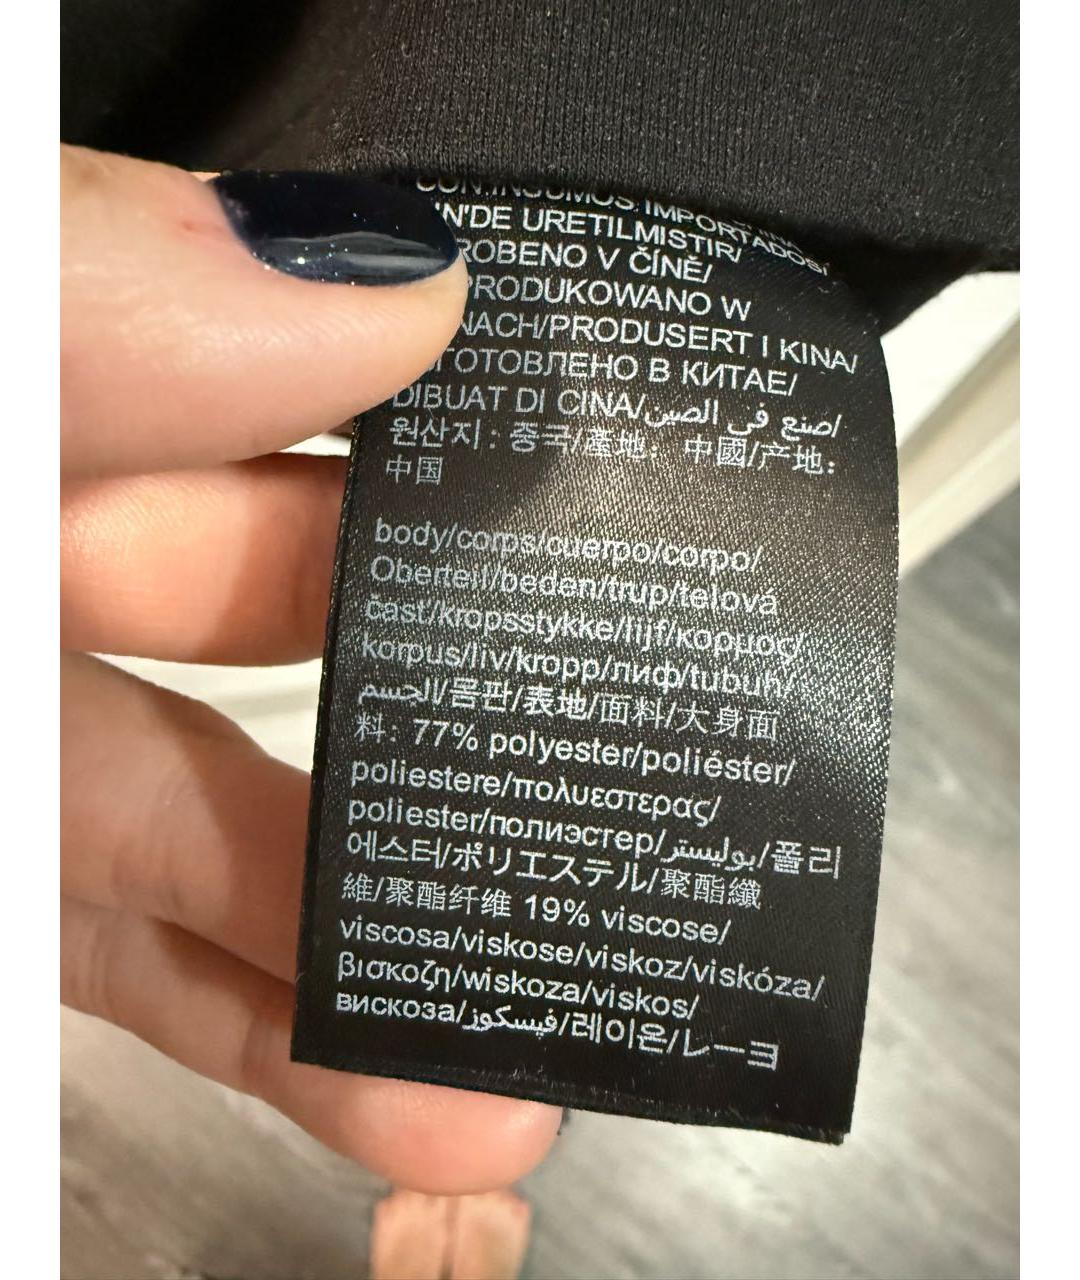 CON.INSUMOS IMPORTADOS/
'N'DE URETILMISTIR/
ROBENO V ČÍNĚ/
PRODUKOWANO W
NACH/PRODUSERT I KINA/
ГОТОВЛЕНО В КИТАЕ/
DIBUAT DI CINA/صنع في الصين/
원산지 : 중국/產地: 中國/产地:
中国
body/corps/cuerpo/corpo/
Oberteil/beden/trup/telová
časť/kropsstykke/lijf/κορμος/
korpus/liv/kropp/лиф/tubuh/
الجسم/몸판/表地/面料/大身面
料: 77% polyester/poliéster/
poliestere/πολυεστερας/
poliester/полиэстер/بوليستر/폴리
에스터/ポリエステル/聚酯纖
維/聚酯纤维 19% viscose/
viscosa/viskose/viskoz/viskóza/
βισκοζη/wiskoza/viskos/
вискоза/فيسكوز/레이온/レーヨ